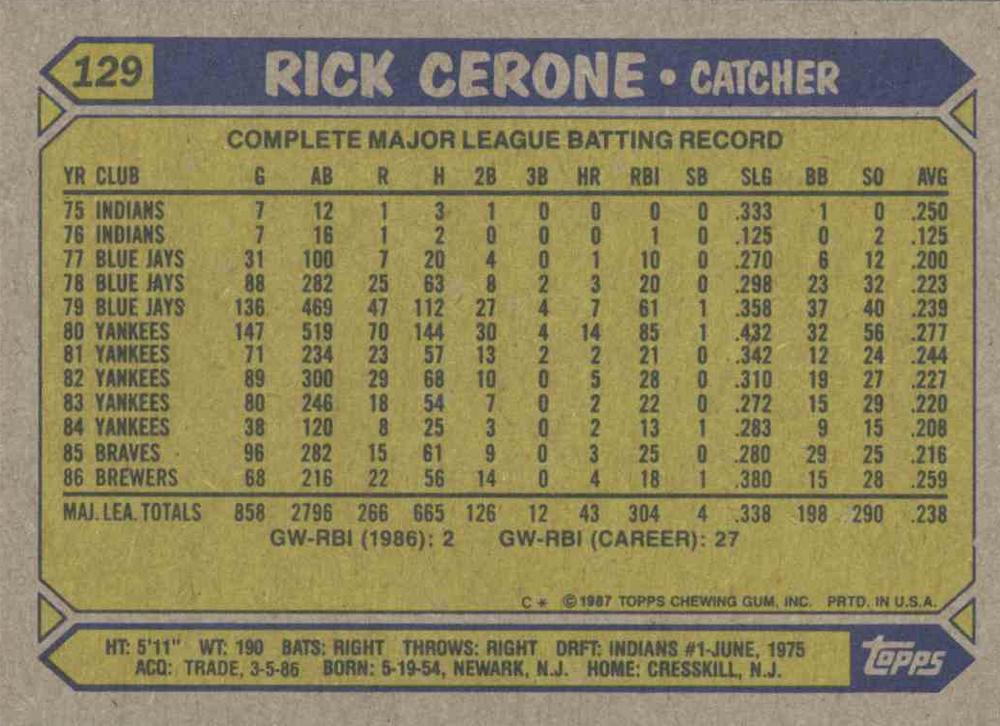 129 RICK CERONE • CATCHER
COMPLETE MAJOR LEAGUE BATTING RECORD
YR CLUB G AB R H 2B 3B HR RBI SB SLG BB SO AVG
75 INDIANS 7 12 1 3 1 0 0 0 0 .333 1 0 .250
76 INDIANS 7 16 1 2 0 0 0 1 0 .125 0 2 .125
77 BLUE JAYS 31 100 7 20 4 0 1 10 0 .270 6 12 .200
78 BLUE JAYS 88 282 25 63 8 2 3 20 0 .298 23 32 .223
79 BLUE JAYS 136 469 47 112 27 4 7 61 1 .358 37 40 .239
80 YANKEES 147 519 70 144 30 4 14 85 1 .432 32 56 .277
81 YANKEES 71 234 23 57 13 2 2 21 0 .342 12 24 .244
82 YANKEES 89 300 29 68 10 0 5 28 0 .310 19 27 .227
83 YANKEES 80 246 18 54 7 0 2 22 0 .272 15 29 .220
84 YANKEES 38 120 8 25 3 0 2 13 1 .283 9 15 .208
85 BRAVES 96 282 15 61 9 0 3 25 0 .280 29 25 .216
86 BREWERS 68 216 22 56 14 0 4 18 1 .380 15 28 .259
MAJ. LEA. TOTALS 858 2796 266 665 126 12 43 304 4 .338 198 290 .238
GW-RBI (1986): 2 GW-RBI (CAREER): 27
C* © 1987 TOPPS CHEWING GUM, INC. PRTD. IN U.S.A.
HT: 5'11" WT: 190 BATS: RIGHT THROWS: RIGHT DRFT: INDIANS #1-JUNE, 1975
ACQ: TRADE, 3-5-86 BORN: 5-19-54, NEWARK, N.J. HOME: CRESSKILL, N.J.
Topps